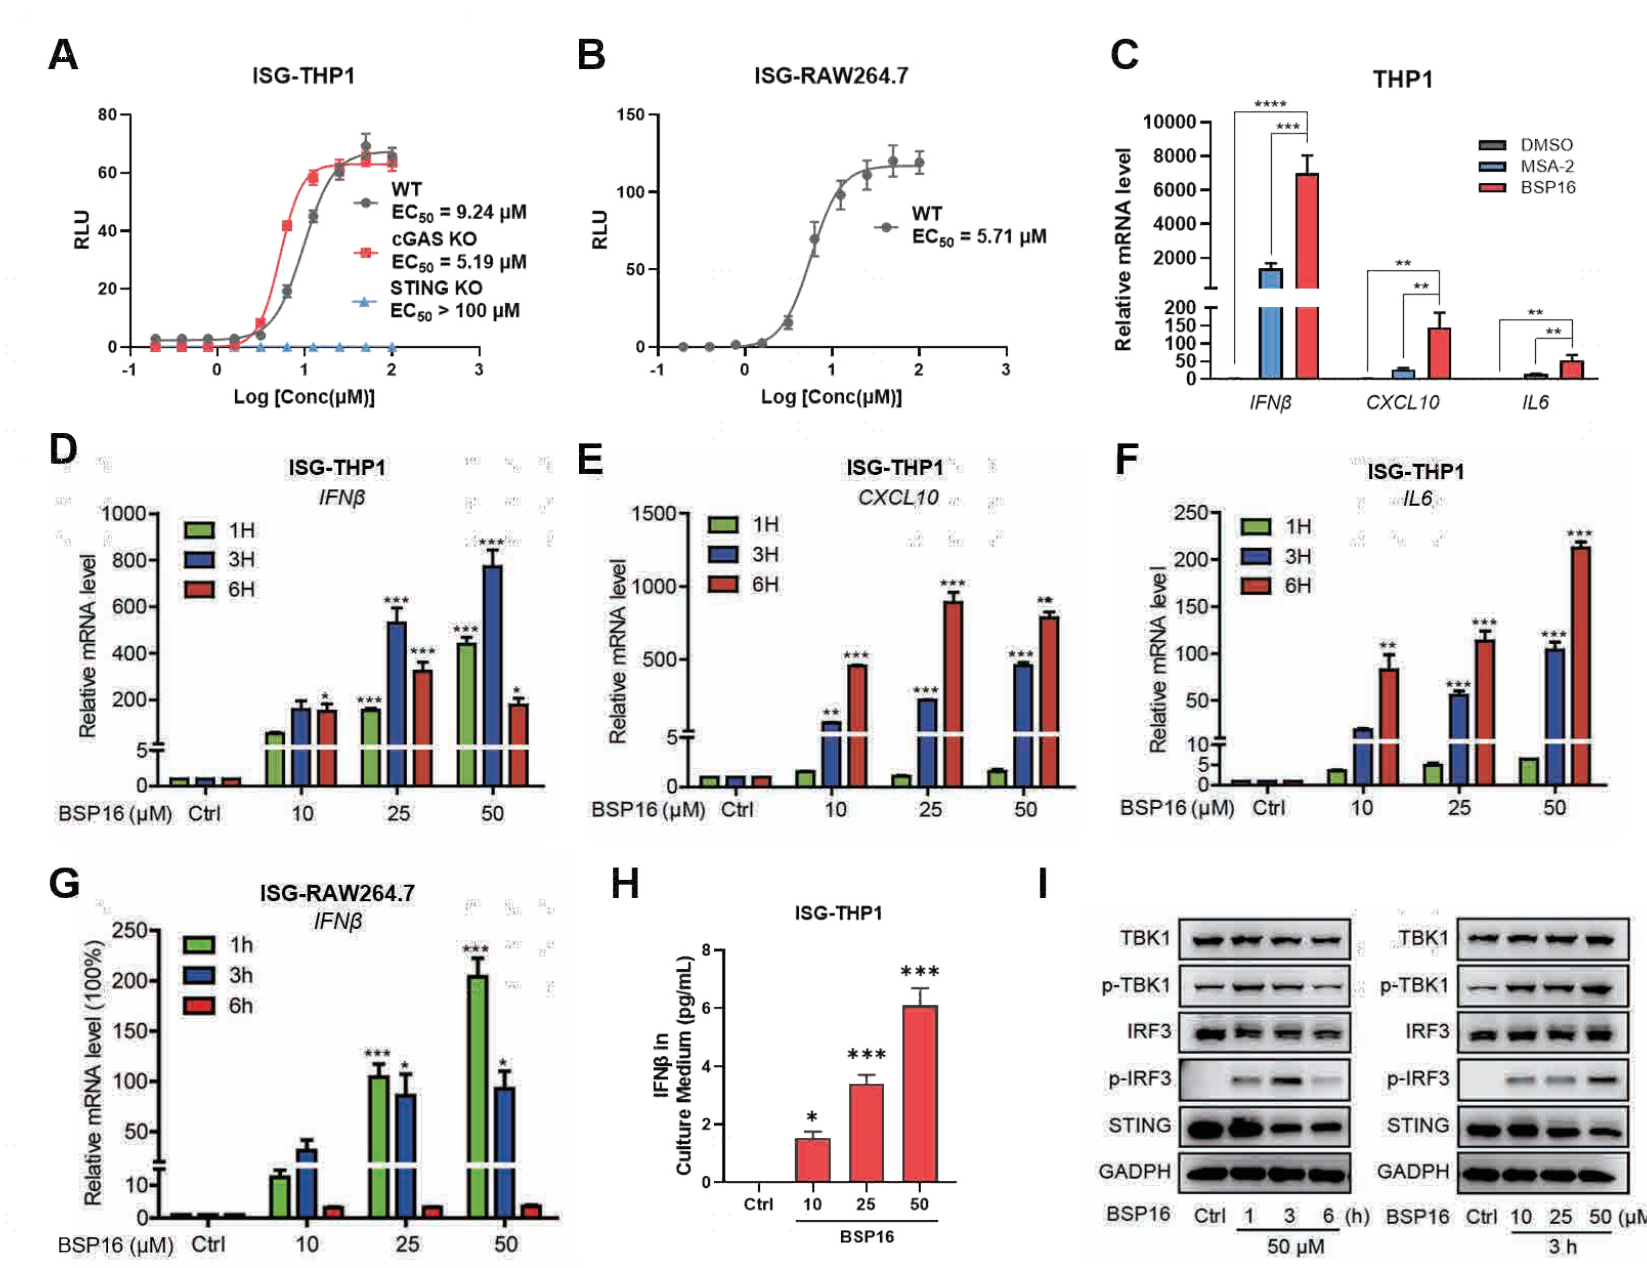 A
ISG-THP1
80
60
40
20
0
-1 0 1 2 3
RLU
Log [Conc(μM)]
WT
EC50 = 9.24 μM
cGAS KO
EC50 = 5.19 μM
STING KO
EC50 > 100 μM
B
ISG-RAW264.7
150
100
50
0
-1 0 1 2 3
RLU
Log [Conc(μM)]
WT
EC50 = 5.71 μM
C
THP1
Relative mRNA level
10000
8000
6000
4000
2000
200
150
100
50
0
**** ***
** **
** **
DMSO
MSA-2
BSP16
IFNβ CXCL10 IL6
D
ISG-THP1
IFNβ
Relative mRNA level
1000
800
600
400
200
5
0
1H
3H
6H
* *** *** *** *** *** *
BSP16 (μM) Ctrl 10 25 50
E
ISG-THP1
CXCL10
Relative mRNA level
1500
1000
500
5
0
1H
3H
6H
** *** *** *** *** **
BSP16 (μM) Ctrl 10 25 50
F
ISG-THP1
IL6
Relative mRNA level
250
200
150
100
50
10
5
0
1H
3H
6H
** *** *** *** ***
BSP16 (μM) Ctrl 10 25 50
G
ISG-RAW264.7
IFNβ
Relative mRNA level (100%)
250
200
150
100
50
10
0
1h
3h
6h
*** * *** *
BSP16 (μM) Ctrl 10 25 50
H
ISG-THP1
IFNβ in
Culture Medium (pg/mL)
8
6
4
2
0
* *** ***
Ctrl 10 25 50
BSP16
I
TBK1
p-TBK1
IRF3
p-IRF3
STING
GADPH
BSP16 Ctrl 1 3 6 (h)
50 μM
TBK1
p-TBK1
IRF3
p-IRF3
STING
GADPH
BSP16 Ctrl 10 25 50 (μM
3 h